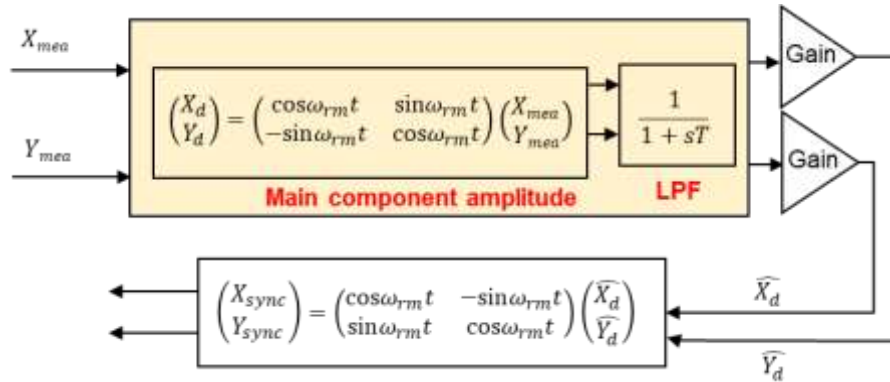 X_mea
Y_mea
(X_d Y_d) = (cosω_rm t sinω_rm t -sinω_rm t cosω_rm t)(X_mea Y_mea)
Main component amplitude
1/(1 + sT)
LPF
Gain
Gain
(X_sync Y_sync) = (cosω_rm t -sinω_rm t sinω_rm t cosω_rm t)(X̂_d Ŷ_d)
X̂_d
Ŷ_d